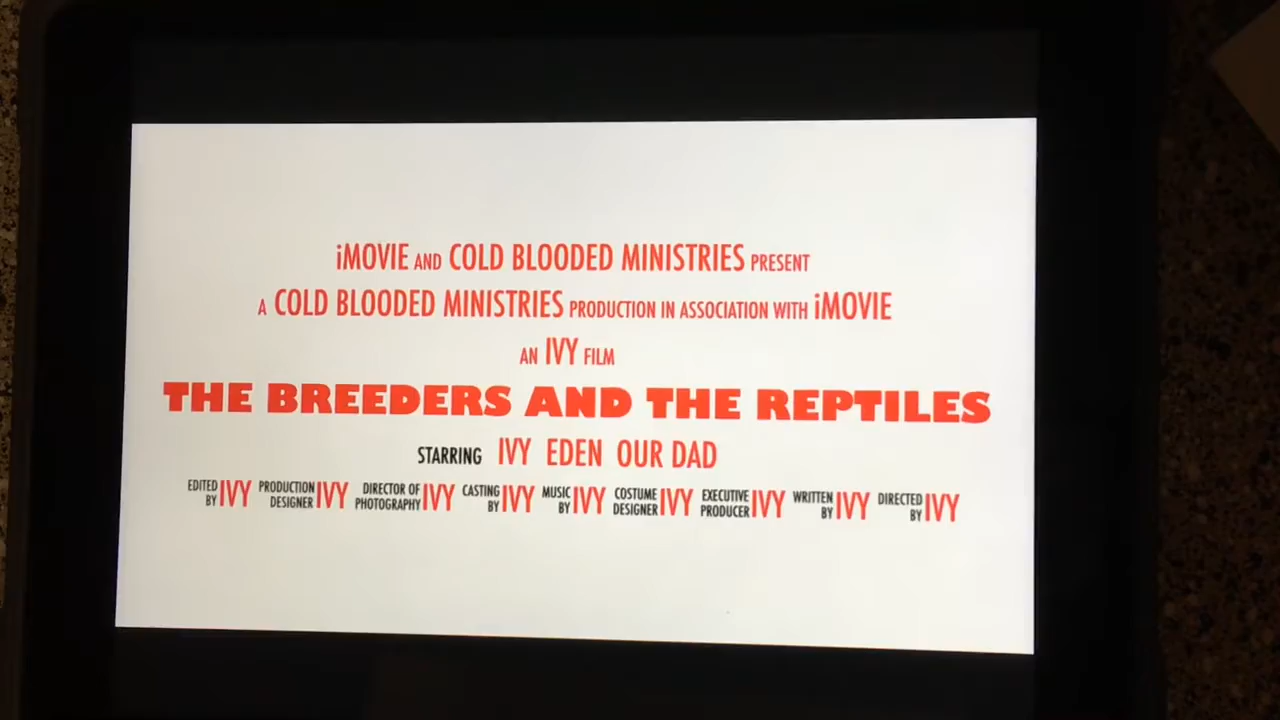 iMOVIE AND COLD BLOODED MINISTRIES PRESENT
A COLD BLOODED MINISTRIES PRODUCTION IN ASSOCIATION WITH iMOVIE
AN IVY FILM
THE BREEDERS AND THE REPTILES
STARRING IVY EDEN OUR DAD
EDITED BY IVY PRODUCTION DESIGNER IVY DIRECTOR OF PHOTOGRAPHY IVY CASTING BY IVY MUSIC BY IVY COSTUME DESIGNER IVY EXECUTIVE PRODUCER IVY WRITTEN BY IVY DIRECTED BY IVY